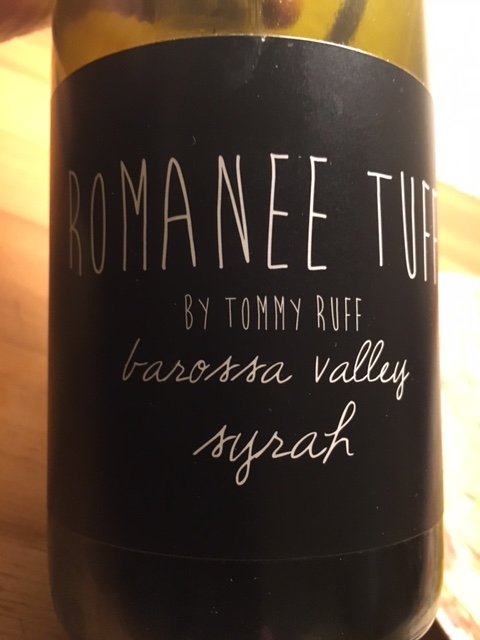 ROMANEE TUFF
BY TOMMY RUFF
barossa valley
syrah